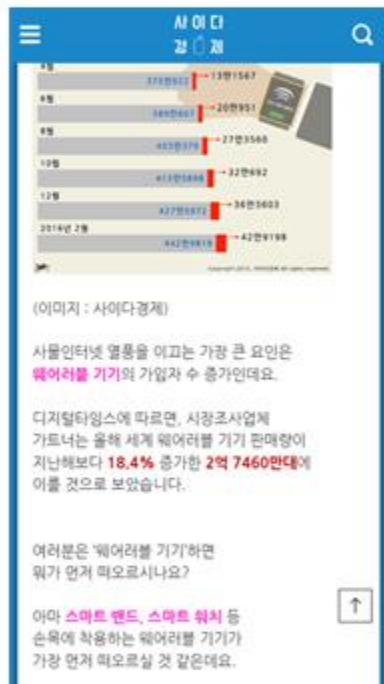 사이다
경제
13만1567
6월
20만951
8월
27만3560
10월
32만692
12월
36만3603
2016년 2월
42만9198
(이미지 : 사이다경제)
사물인터넷 열풍을 이끄는 가장 큰 요인은
웨어러블 기기의 가입자 수 증가인데요.
디지털타임스에 따르면, 시장조사업체
가트너는 올해 세계 웨어러블 기기 판매량이
지난해보다 18.4% 증가한 2억 7460만대에
이를 것으로 보았습니다.
여러분은 '웨어러블 기기'하면
뭐가 먼저 떠오르시나요?
아마 스마트 밴드, 스마트 워치 등
손목에 착용하는 웨어러블 기기가
가장 먼저 떠오르실 것 같은데요.